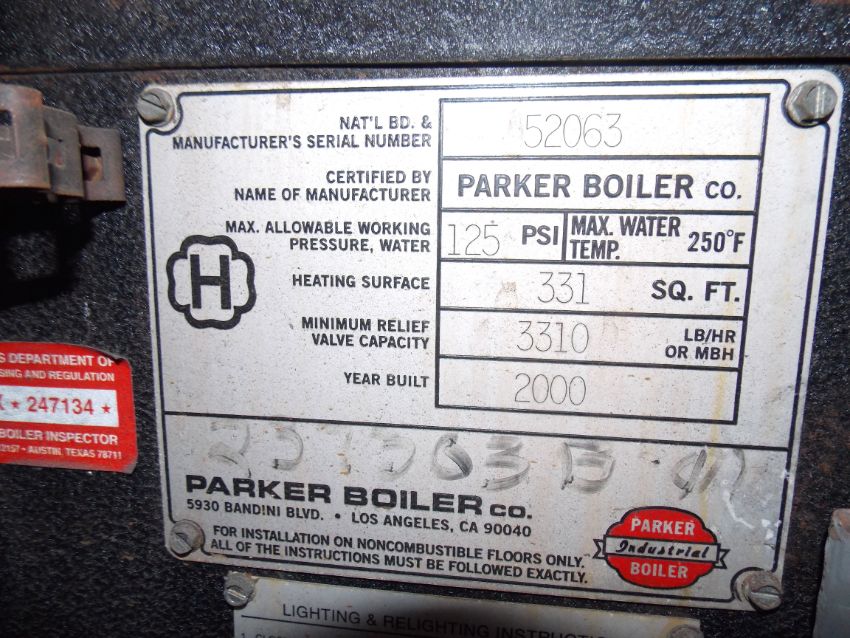 NAT'L BD. &
MANUFACTURER'S SERIAL NUMBER 52063
CERTIFIED BY
NAME OF MANUFACTURER PARKER BOILER CO.
MAX. ALLOWABLE WORKING
PRESSURE, WATER 125 PSI MAX. WATER
TEMP. 250°F
H
HEATING SURFACE 331 SQ. FT.
MINIMUM RELIEF
VALVE CAPACITY 3310 LB/HR
OR MBH
YEAR BUILT 2000
PARKER BOILER CO.
5930 BANDINI BLVD. • LOS ANGELES, CA 90040
FOR INSTALLATION ON NONCOMBUSTIBLE FLOORS ONLY.
ALL OF THE INSTRUCTIONS MUST BE FOLLOWED EXACTLY.
PARKER
Industrial
BOILER
DEPARTMENT OF
AND REGULATION
★ 247134 ★
BOILER INSPECTOR
AUSTIN, TEXAS 78711
LIGHTING & RELIGHTING